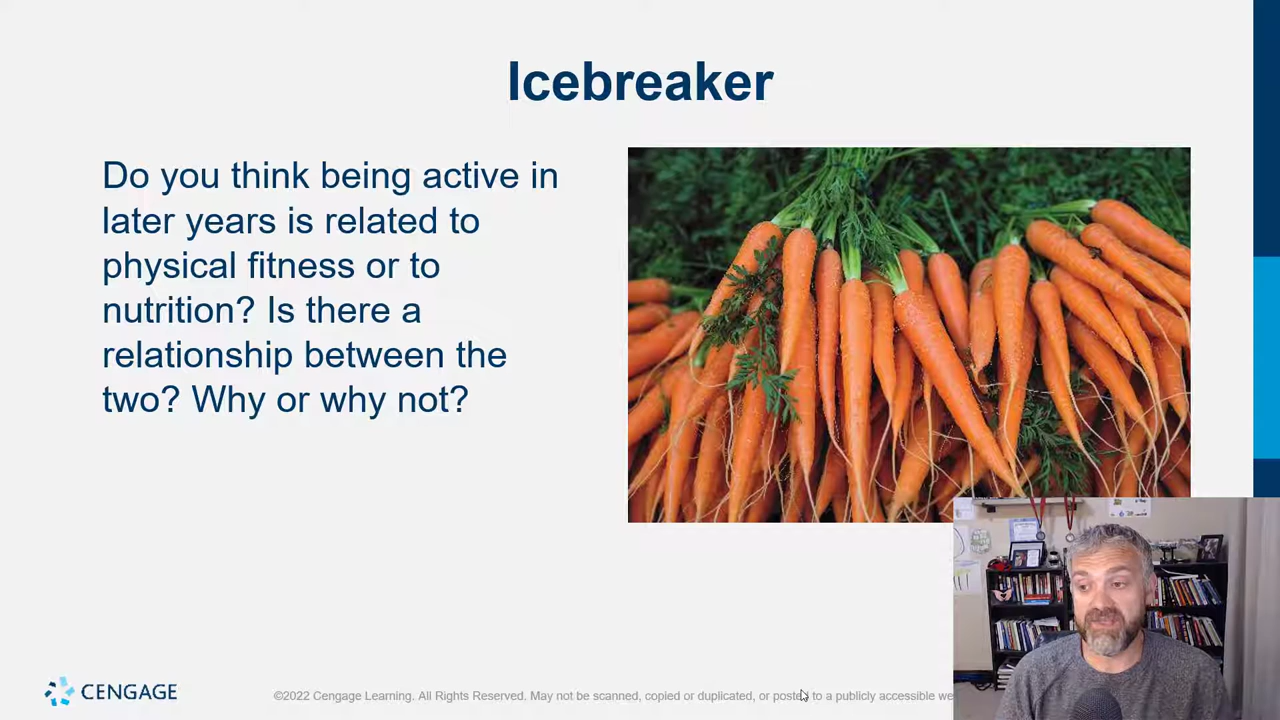 Icebreaker
Do you think being active in
later years is related to
physical fitness or to
nutrition? Is there a
relationship between the
two? Why or why not?
CENGAGE
©2022 Cengage Learning. All Rights Reserved. May not be scanned, copied or duplicated, or posted to a publicly accessible we